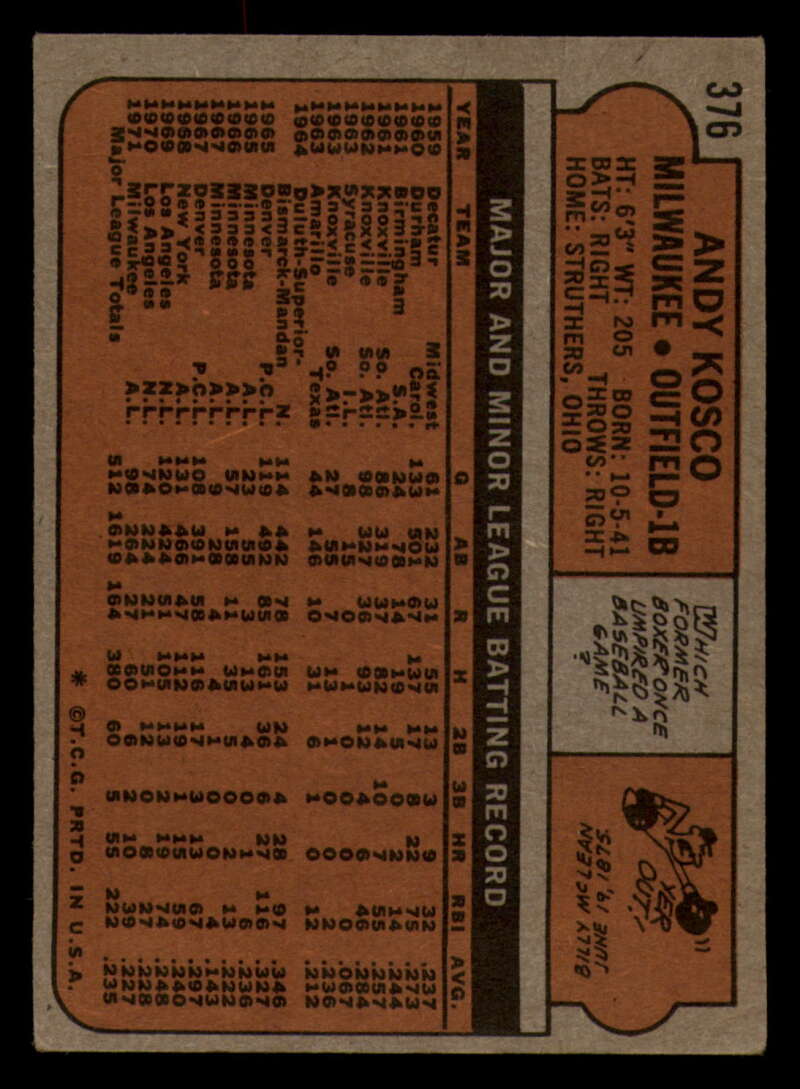 376
ANDY KOSCO
MILWAUKEE • OUTFIELD-1B
HT: 6'3" WT: 205 BORN: 10-5-41
BATS: RIGHT THROWS: RIGHT
HOME: STRUTHERS, OHIO
WHICH
FORMER
BOXER ONCE
UMPIRED A
BASEBALL
GAME?
YER
OUT!
BILLY McLEAN
JUNE 19, 1875
MAJOR AND MINOR LEAGUE BATTING RECORD
YEAR TEAM G AB R H 2B 3B HR RBI AVG.
1959 Decatur Midwest 61 232 31 55 13 3 9 32 .237
1960 Durham Carol. 133 501 67 137 17 8 22 75 .273
1961 Birmingham S.A. 24 78 14 19 5 0 2 14 .244
1961 Knoxville So. Atl. 86 319 37 82 14 10 7 55 .257
1962 Knoxville So. Atl. 98 327 36 93 12 4 6 46 .284
1963 Syracuse I.L. 8 15 0 1 0 0 0 0 .067
1963 Knoxville So. Atl. 27 55 7 13 1 0 0 2 .236
1963 Amarillo Texas 44 146 10 31 6 1 0 12 .212
1964 Duluth-Superior-
Bismarck-Mandan N. 114 442 78 153 24 4 28 97 .346
1965 Denver P.C.L. 119 492 85 161 36 6 27 116 .327
1965 Minnesota A.L. 23 55 3 13 4 0 1 6 .236
1966 Minnesota A.L. 57 158 11 35 5 0 2 13 .222
1967 Minnesota A.L. 9 28 4 4 1 0 0 4 .143
1967 Denver P.C.L. 108 391 58 116 17 3 13 67 .297
1968 New York A.L. 131 466 47 112 19 1 15 59 .240
1969 Los Angeles N.L. 120 424 51 105 13 2 19 74 .248
1970 Los Angeles N.L. 74 224 21 51 12 0 8 27 .228
1971 Milwaukee A.L. 98 264 27 60 6 2 10 39 .227
Major League Totals 512 1619 164 380 60 5 55 222 .235
* ©T.C.G. PRTD. IN U.S.A.